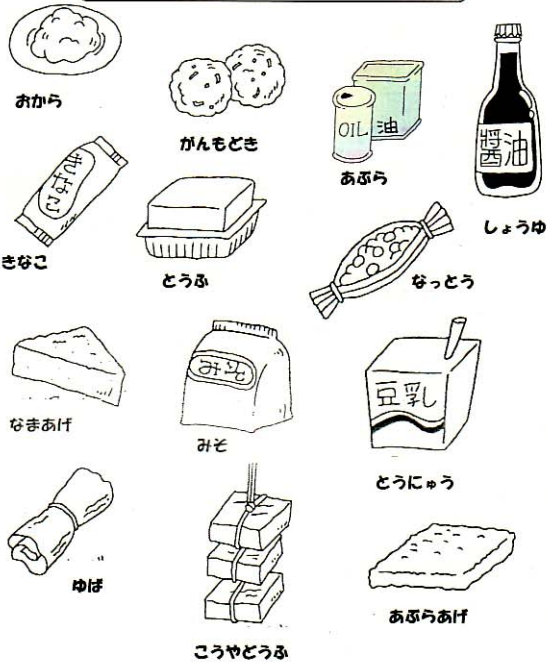 おから
がんもどき
OIL 油
あぶら
醤油
しょうゆ
きなこ
きなこ
とうふ
なっとう
なまあげ
みそ
みそ
豆乳
とうにゅう
ゆば
こうやどうふ
あぶらあげ